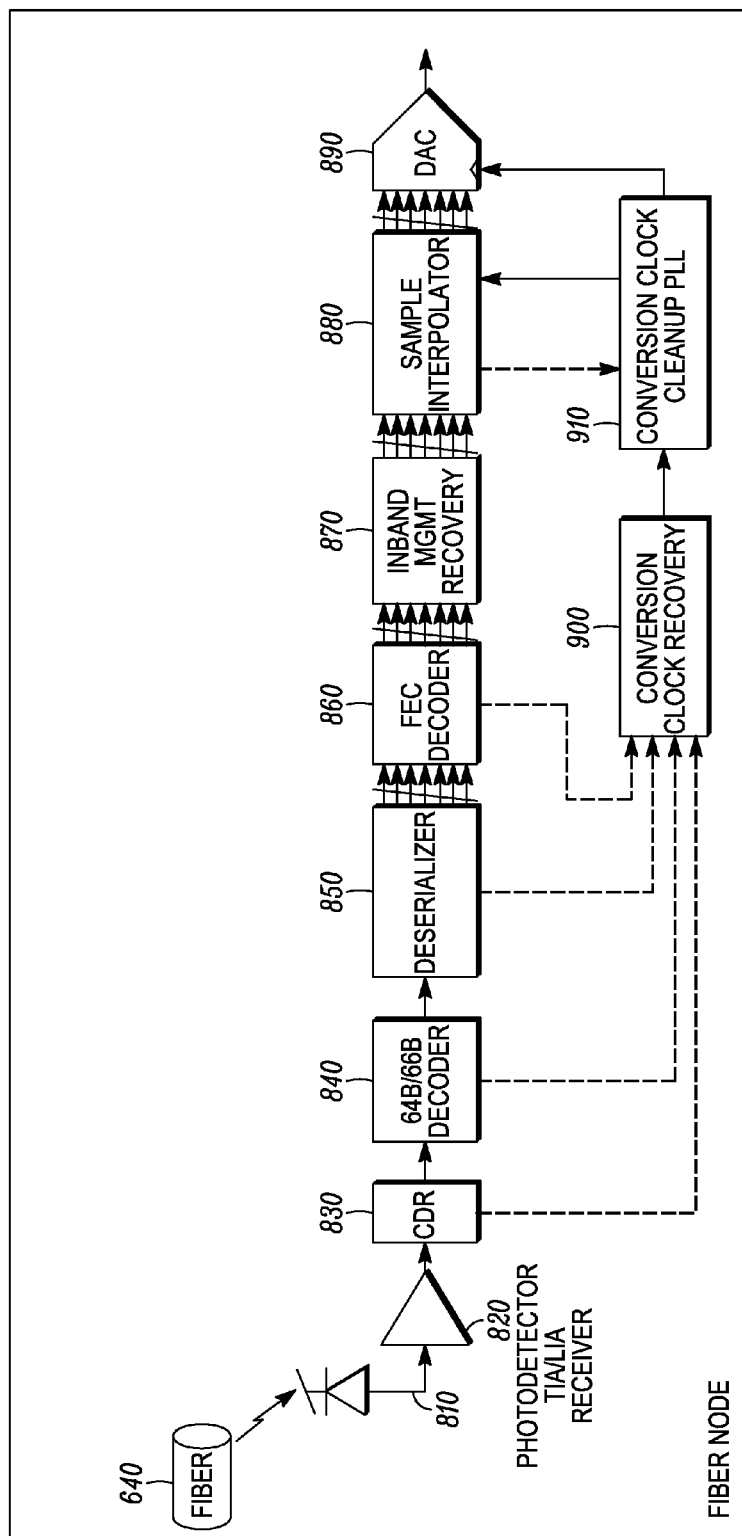 640
FIBER
810
820
PHOTODETECTOR
TIA/LIA
RECEIVER
830
CDR
840
64B/66B
DECODER
850
DESERIALIZER
860
FEC
DECODER
870
INBAND
MGMT
RECOVERY
880
SAMPLE
INTERPOLATOR
890
DAC
900
CONVERSION
CLOCK RECOVERY
910
CONVERSION CLOCK
CLEANUP PLL
FIBER NODE